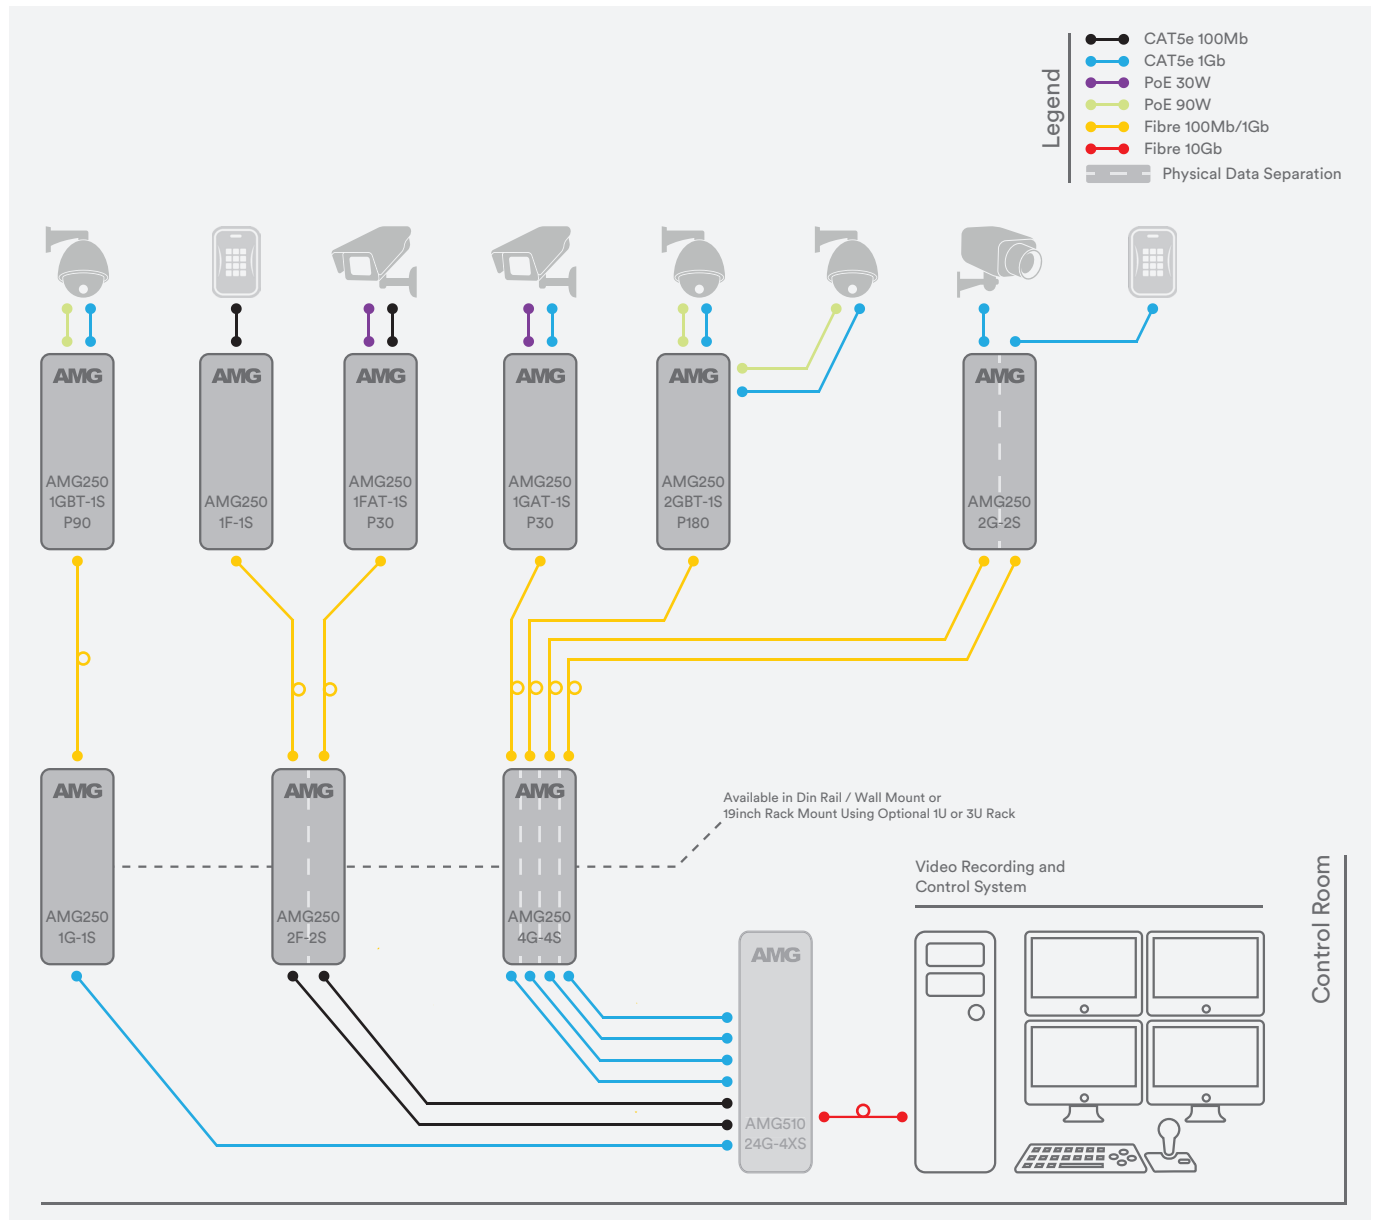 Legend
CAT5e 100Mb
CAT5e 1Gb
PoE 30W
PoE 90W
Fibre 100Mb/1Gb
Fibre 10Gb
Physical Data Separation
AMG
AMG250
1GBT-1S
P90
AMG
AMG250
1F-1S
AMG
AMG250
1FAT-1S
P30
AMG
AMG250
1GAT-1S
P30
AMG
AMG250
2GBT-1S
P180
AMG
AMG250
2G-2S
AMG
AMG250
1G-1S
AMG
AMG250
2F-2S
AMG
AMG250
4G-4S
Available in Din Rail / Wall Mount or
19inch Rack Mount Using Optional 1U or 3U Rack
AMG
AMG510
24G-4XS
Video Recording and
Control System
Control Room